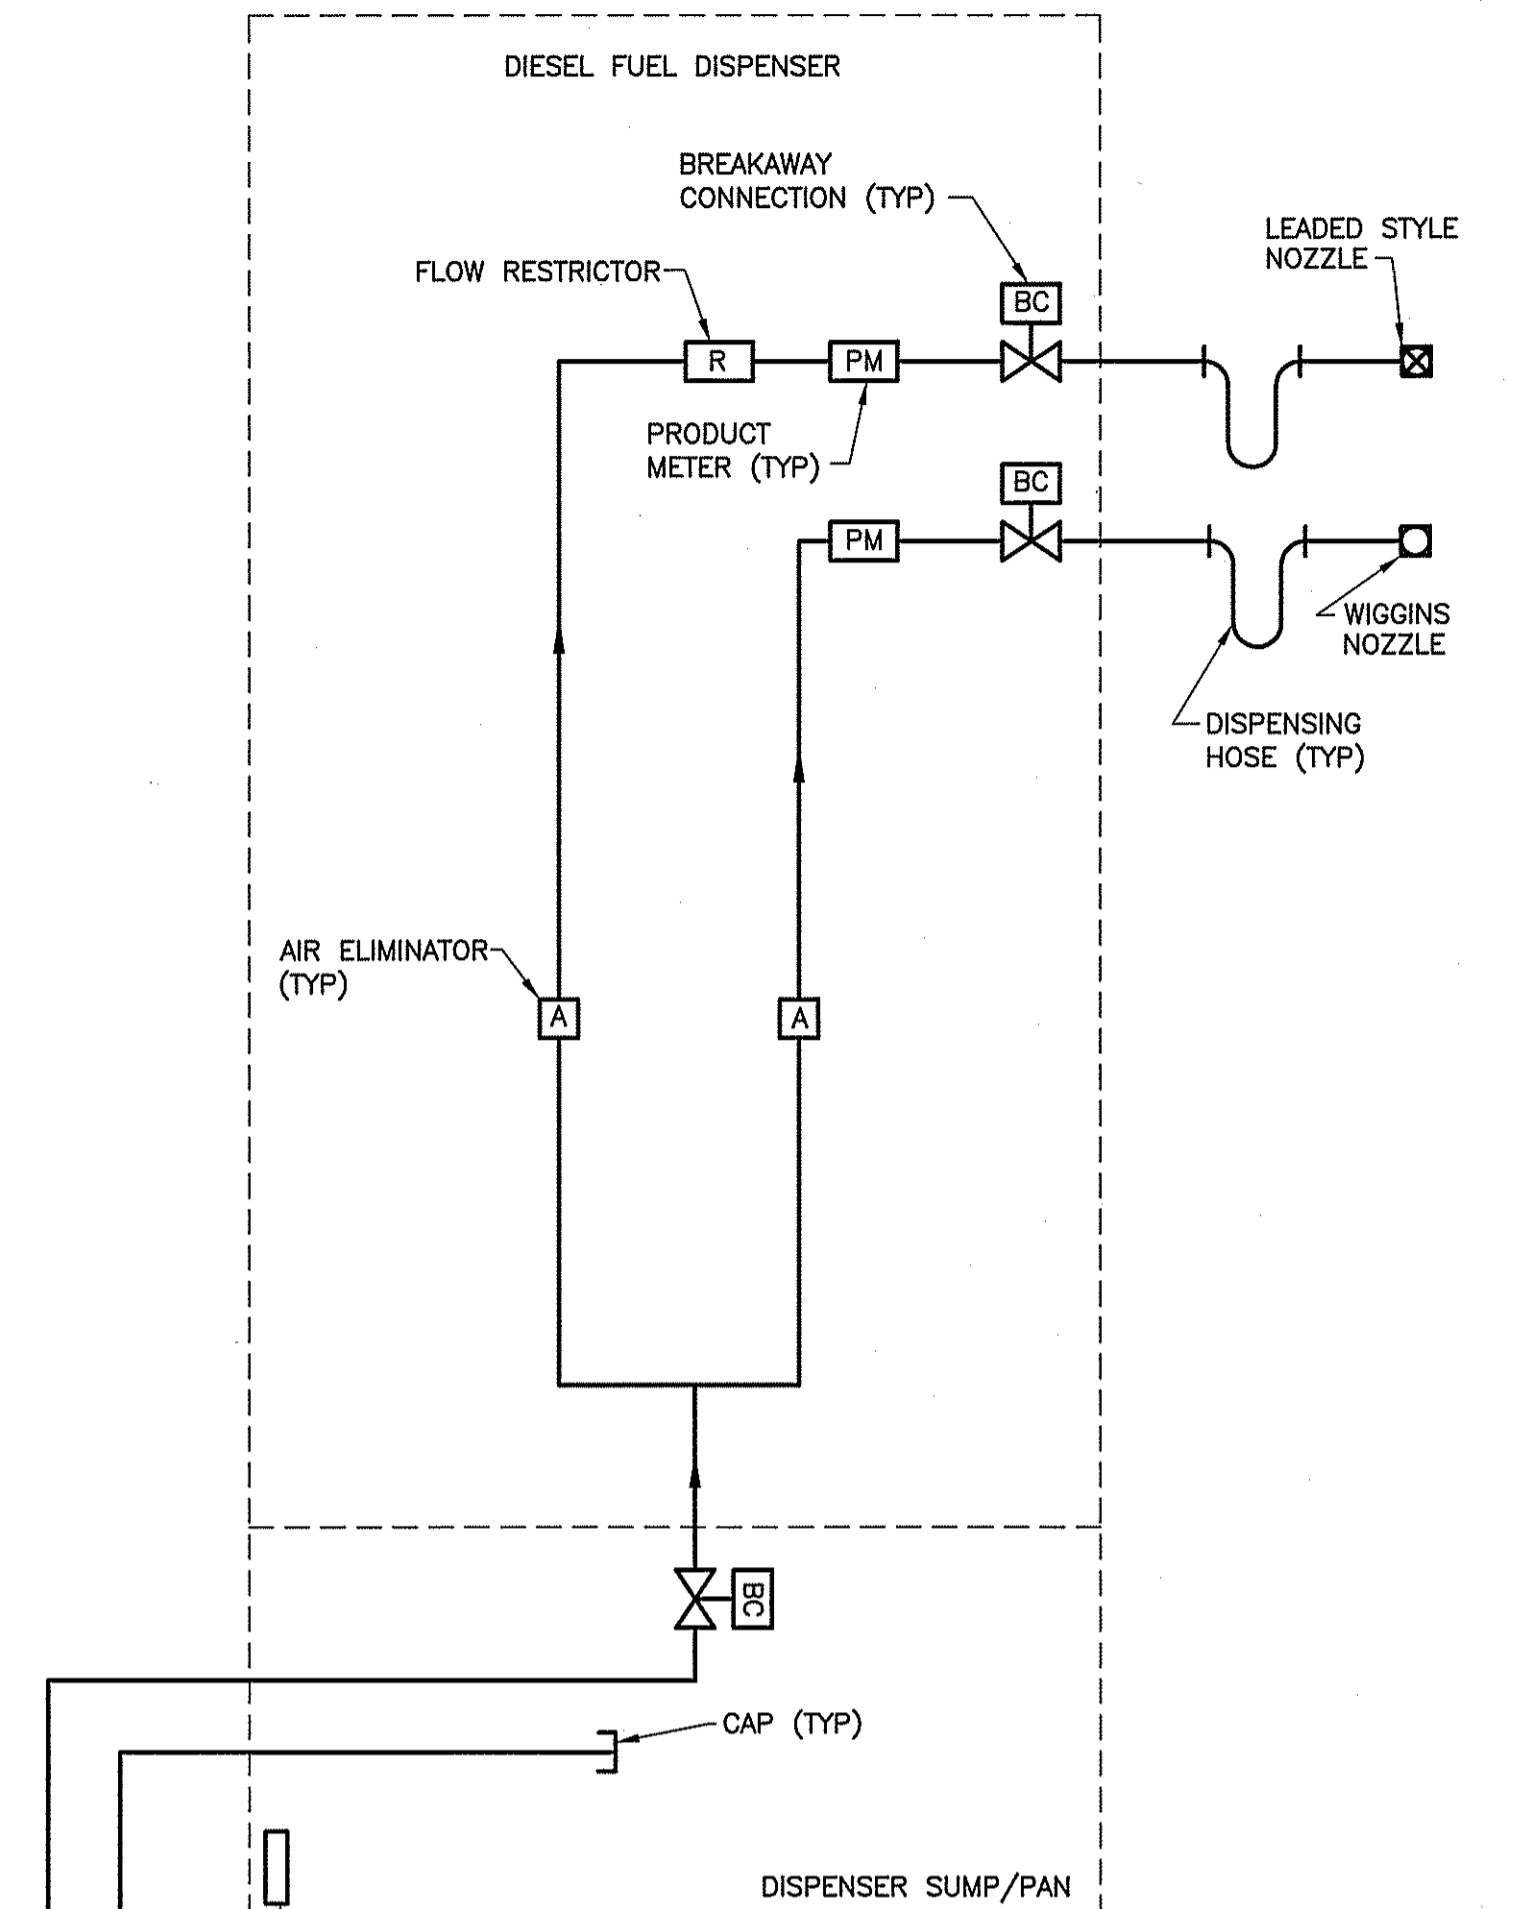 DIESEL FUEL DISPENSER
BREAKAWAY
CONNECTION (TYP)
LEADED STYLE
NOZZLE
FLOW RESTRICTOR
BC
R
PM
PRODUCT
METER (TYP)
BC
PM
WIGGINS
NOZZLE
DISPENSING
HOSE (TYP)
AIR ELIMINATOR
(TYP)
A
A
BC
CAP (TYP)
DISPENSER SUMP/PAN